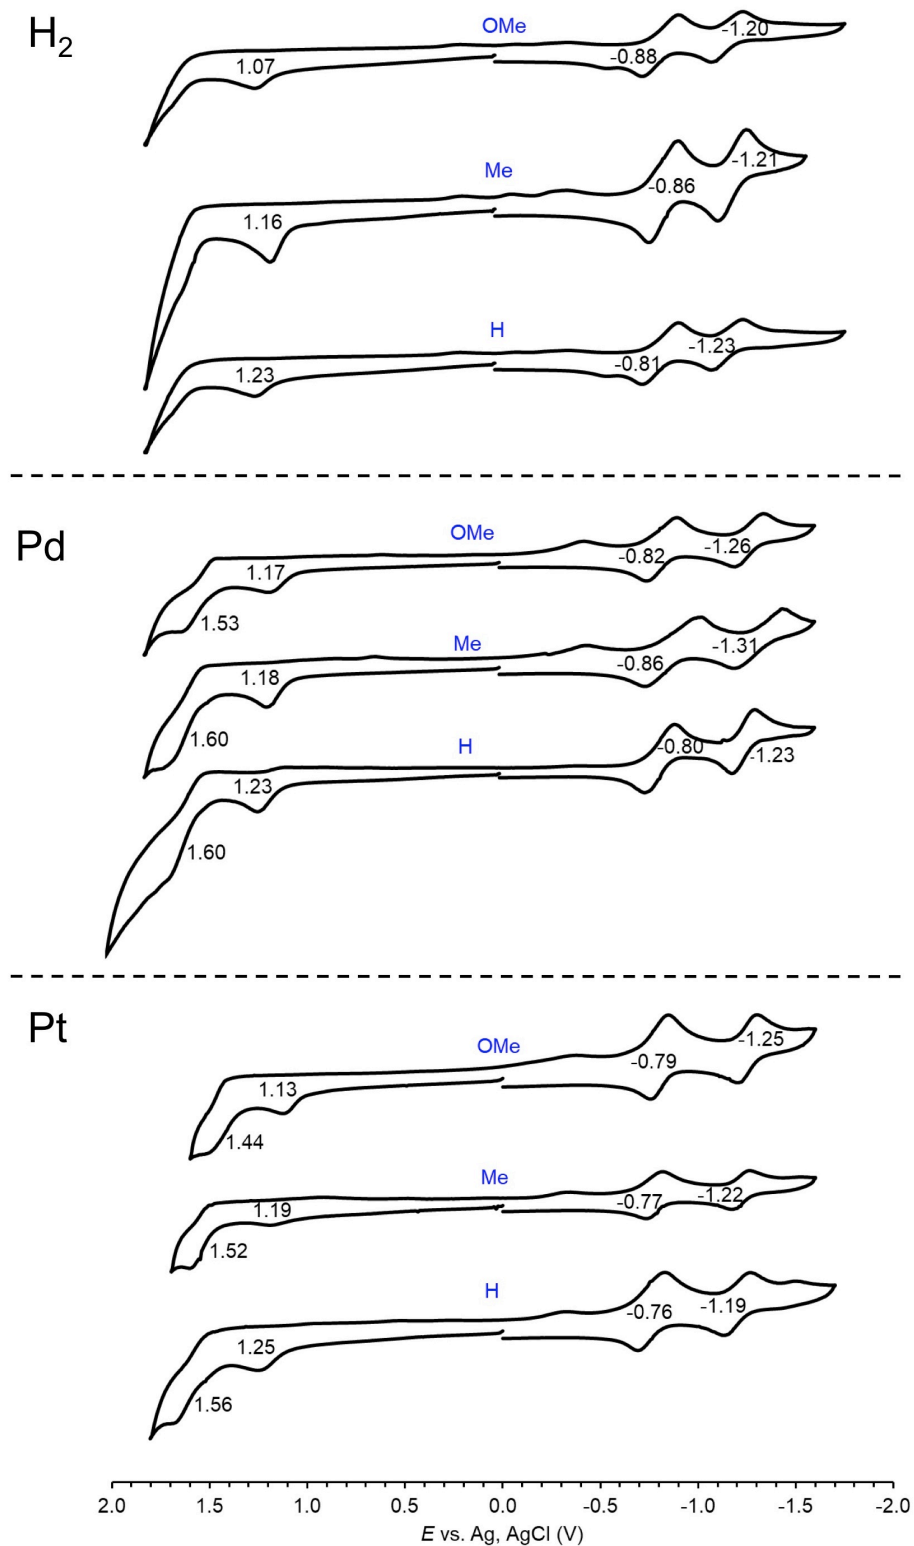 H2
OMe
-1.20
-0.88
1.07
Me
-1.21
-0.86
1.16
H
-1.23
-0.81
1.23
Pd
OMe
-1.26
-0.82
1.17
1.53
Me
-1.31
-0.86
1.18
1.60
H
-0.80
-1.23
1.23
1.60
Pt
OMe
-1.25
-0.79
1.13
1.44
Me
-1.22
-0.77
1.19
1.52
H
-1.19
-0.76
1.25
1.56
2.0 1.5 1.0 0.5 0.0 -0.5 -1.0 -1.5 -2.0
E vs. Ag, AgCl (V)